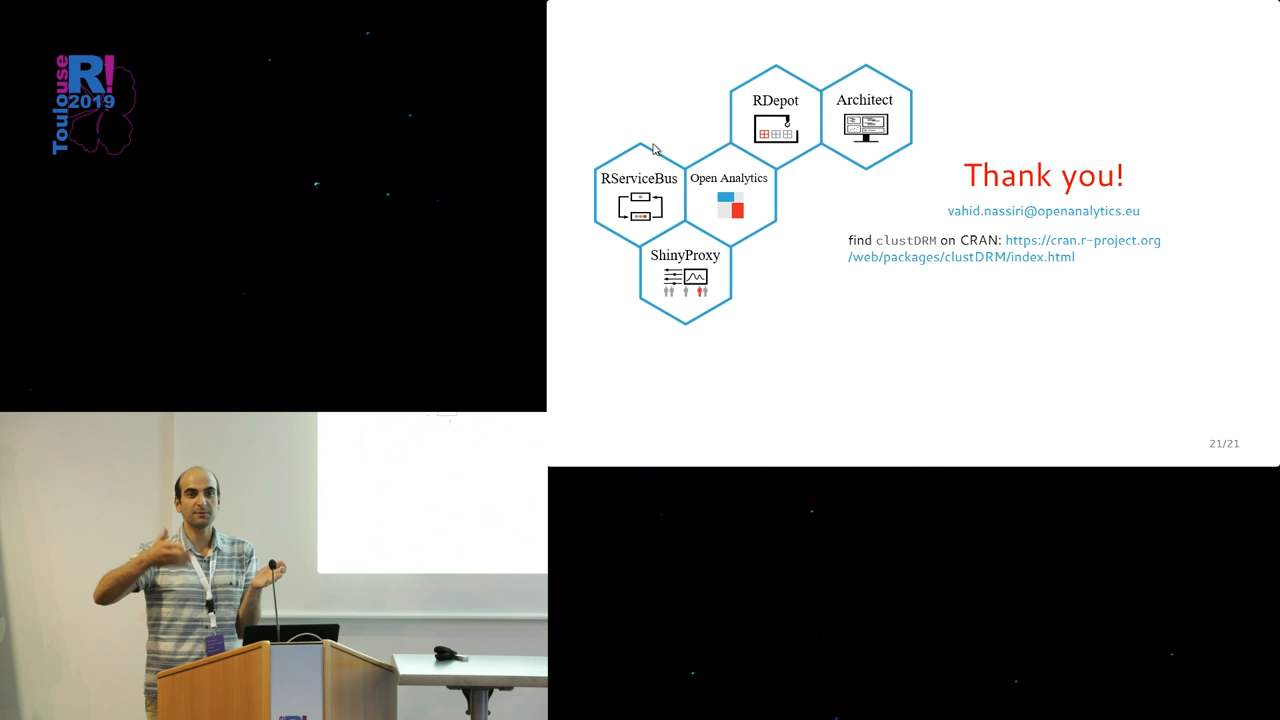 Toulouse
R!
2019
RDepot
Architect
RServiceBus
Open Analytics
ShinyProxy
Thank you!
vahid.nassiri@openanalytics.eu
find clustDRM on CRAN: https://cran.r-project.org
/web/packages/clustDRM/index.html
21/21
R!